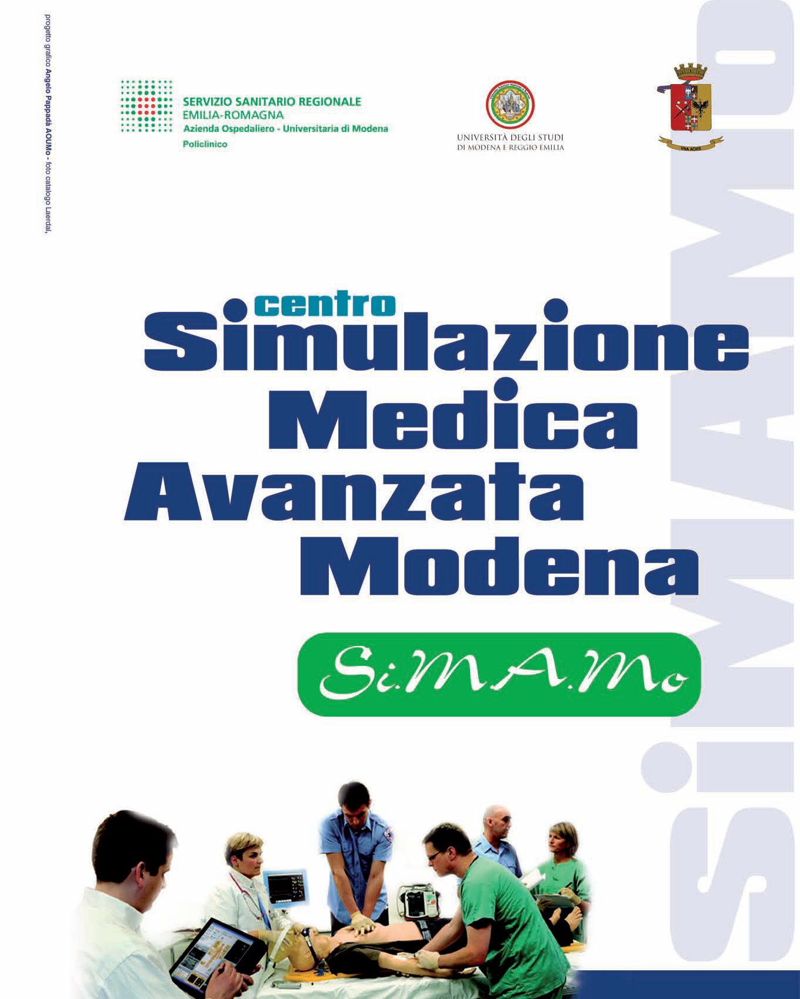 progetto grafico Angelo Pappadà AOUMo - foto catalogo Laerdal,
SERVIZIO SANITARIO REGIONALE
EMILIA-ROMAGNA
Azienda Ospedaliero - Universitaria di Modena
Policlinico
UNIVERSITÀ DEGLI STUDI
DI MODENA E REGGIO EMILIA
VNA ACIES
centro
Simulazione
Medica
Avanzata
Modena
Si.M.A.Mo
SiMAMO